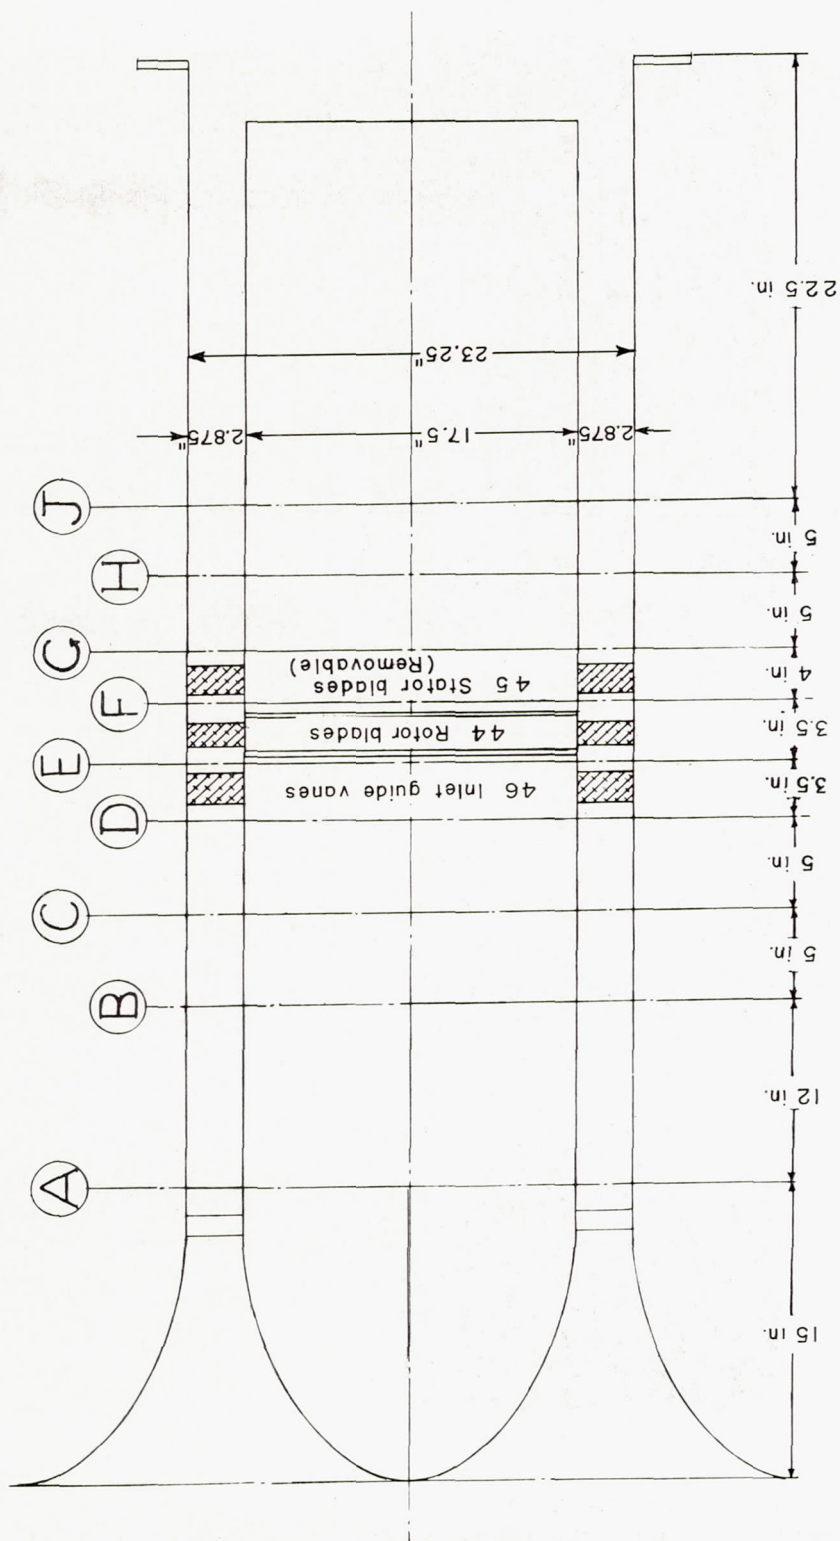 22.5 in.
23.25"
2.875"
17.5"
2.875"
J
5 in.
H
5 in.
G
45 Stator blades
(Removable)
4 in.
F
44 Rotor blades
3.5 in.
E
46 Inlet guide vanes
3.5 in.
D
5 in.
C
5 in.
B
12 in.
A
15 in.